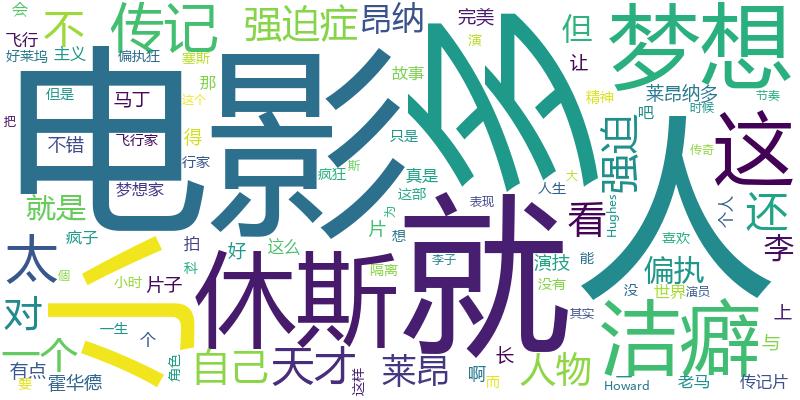 会
飞行
好莱坞
主义
不
传记
偏执狂
塞斯
那
强迫症
昂纳
完美
演
但
让
梦想
但是
马丁
这个
故事
多
精神
莱昂纳多
节奏
把
不错
飞行家
得
电影
只是
吧
时候
梦想家
行家
疯狂
斯
真是
这部
大
人生
强迫
传奇
这
就是
片
为
表现
Hughes
人
还
太
疯子
拍
好
这么
想
就
看
喜欢
李
科
休斯
李子
演技
能
偏执
小
小时
片子
隔离
没有
没
世界
演员
对
一生
个
其实
上
洁癖
与
一个
有点
霍华德
角色
自己
天才
这样
莱昂
啊
长
而
人物
Howard
老马
传记片
個